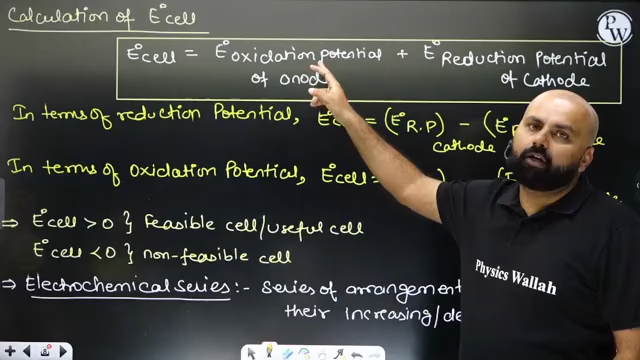 Calculation of E°cell
E°cell = E° Oxidation potential + E° Reduction Potential
of of Cathode
In terms of reduction Potential, = (E°R.P) - (E°
cathode
In terms of Oxidation Potential, E°cell =
⇒ E°cell > 0 } feasible cell/useful cell
E°cell < 0 } non-feasible cell
⇒ Electrochemical Series :- Series of arrangement
their increasing/
PW
Physics Wallah